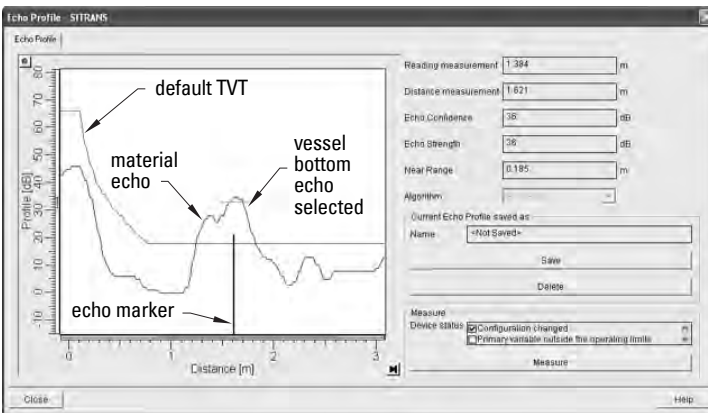 Echo Profile - SITRANS
Echo Profile
Profile [dB]
80
70
60
50
40
30
20
10
0
-10
default TVT
material
echo
vessel
bottom
echo
selected
echo marker
0
1
2
3
Distance [m]
Reading measurement 1.384 m
Distance measurement 1.621 m
Echo Confidence 36 dB
Echo Strength 36 dB
Near Range 0.185 m
Algorithm
Current Echo Profile saved as
Name <Not Saved>
Save
Delete
Measure
Device status Configuration changed
Primary variable outside the operating limits
Measure
Close
Help